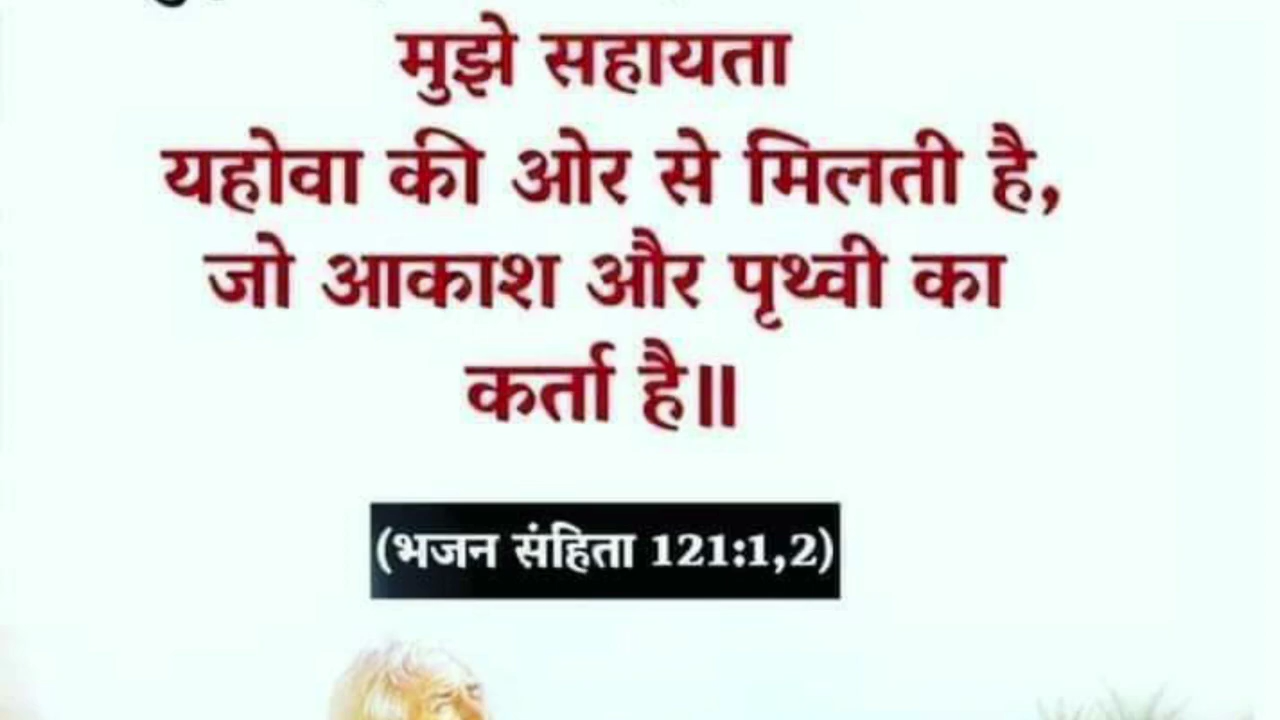 मुझे सहायता
यहोवा की ओर से मिलती है,
जो आकाश और पृथ्वी का
कर्ता है॥
(भजन संहिता 121:1,2)